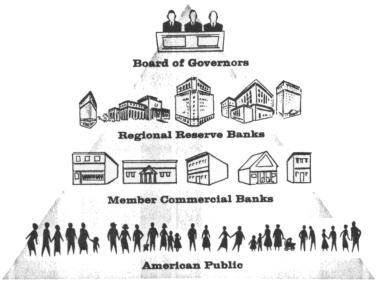 Board of Governors
Regional Reserve Banks
Member Commercial Banks
American Public